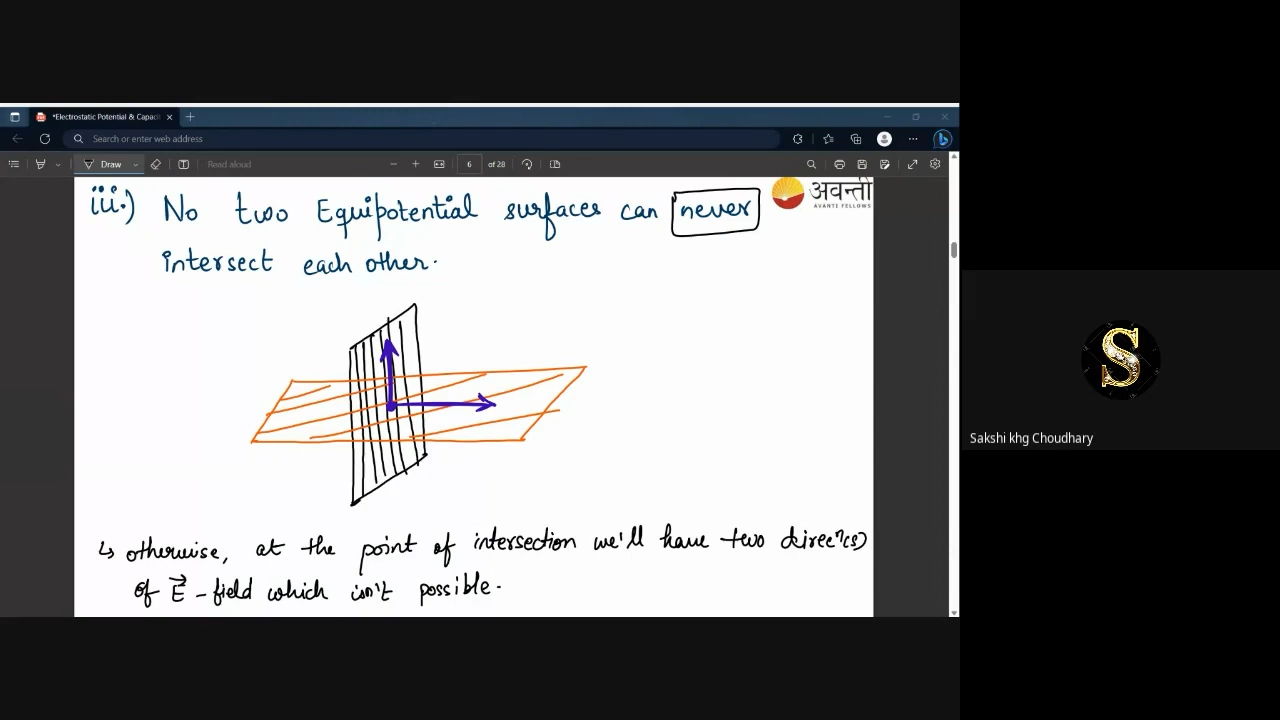 *Electrostatic Potential & Capacit
Search or enter web address
Draw
Read aloud
6
of 28
iii.) No two Equipotential surfaces can never
intersect each other.
अवन्ती
AVANTI FELLOWS
S
Sakshi khg Choudhary
↳ otherwise, at the point of intersection we'll have two direcⁿ(s)
of E⃗ - field which isn't possible.